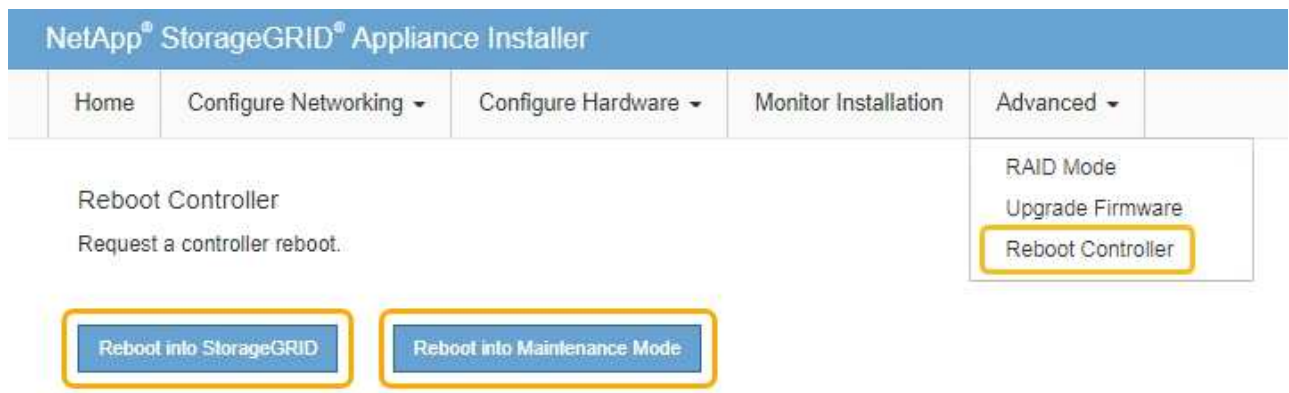 NetApp® StorageGRID® Appliance Installer
Home Configure Networking Configure Hardware Monitor Installation Advanced
RAID Mode
Upgrade Firmware
Reboot Controller
Reboot Controller
Request a controller reboot.
Reboot into StorageGRID Reboot into Maintenance Mode